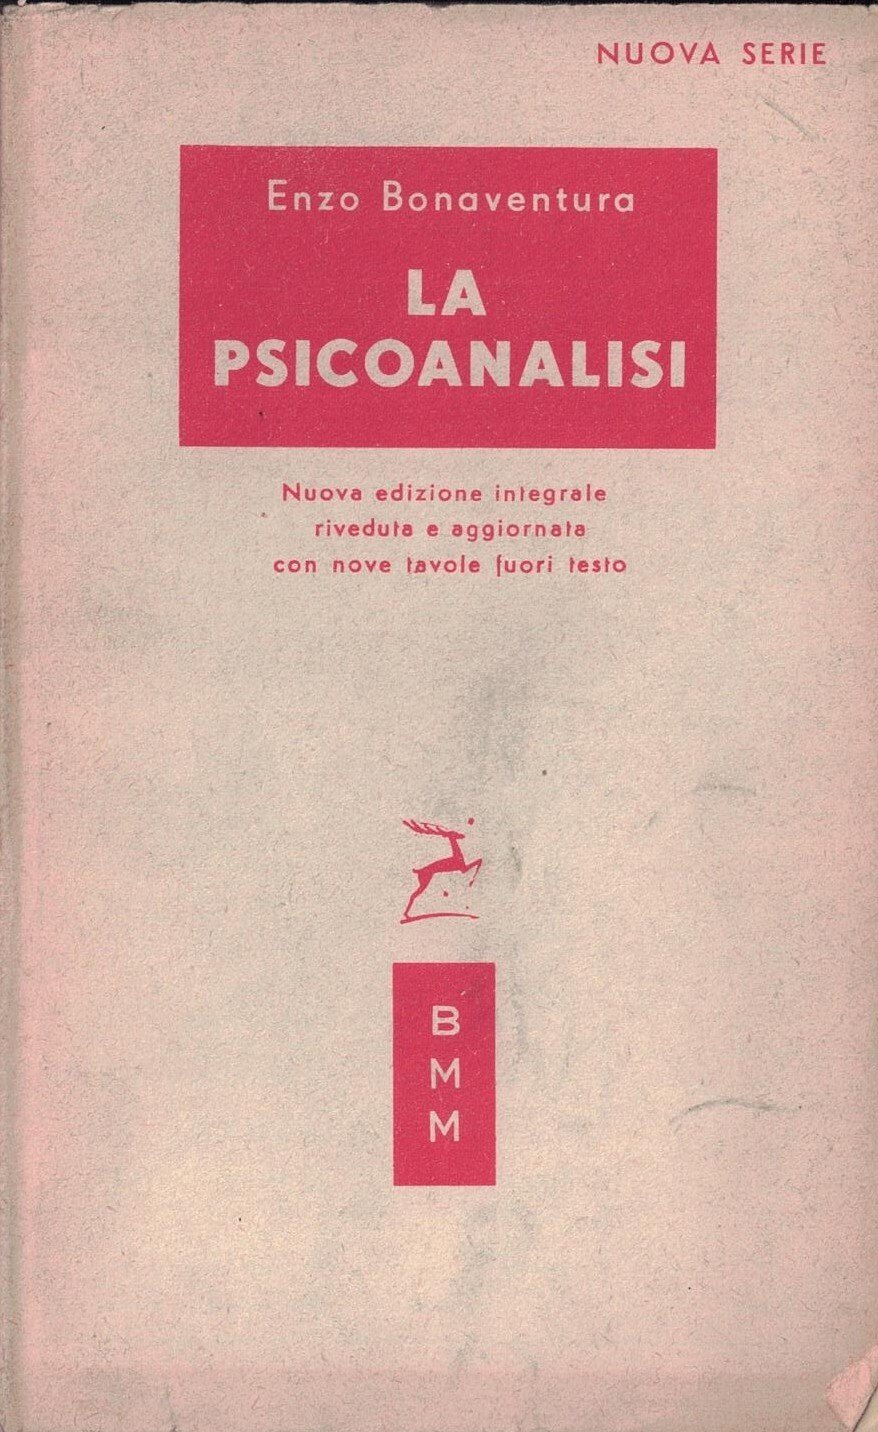 NUOVA SERIE
Enzo Bonaventura
LA
PSICOANALISI
Nuova edizione integrale
riveduta e aggiornata
con nove tavole fuori testo
B
M
M